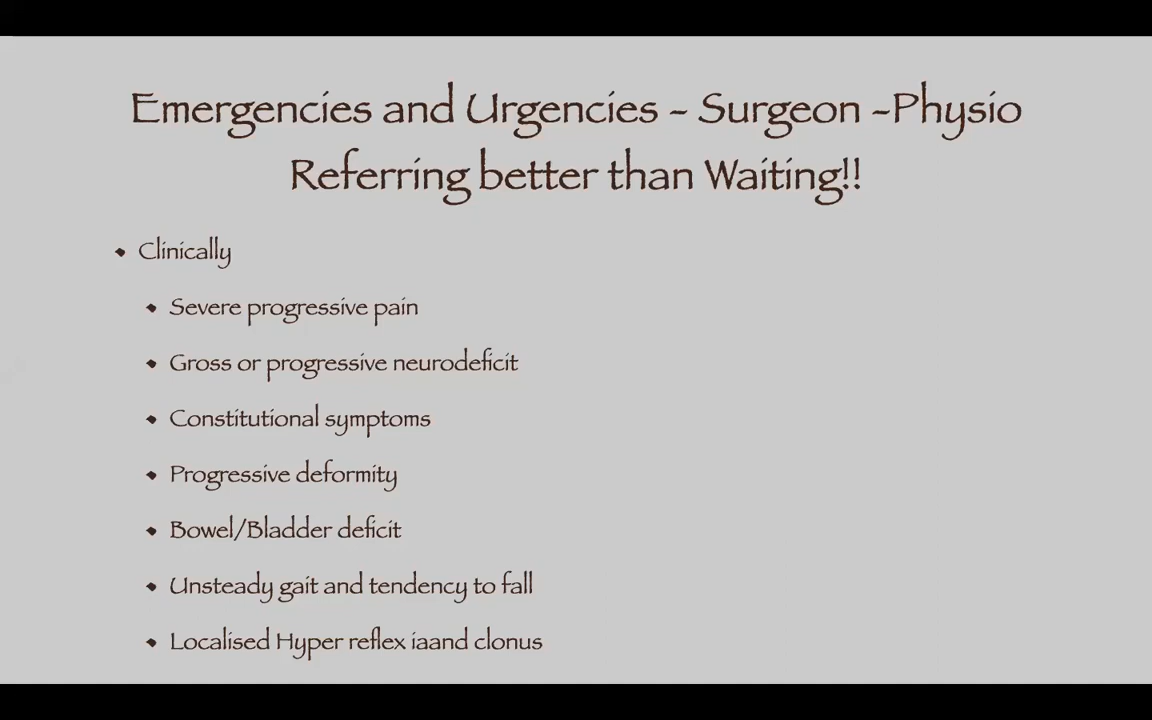 Emergencies and Urgencies - Surgeon -Physio
Referring better than Waiting!!
• Clinically
• Severe progressive pain
• Gross or progressive neurodeficit
• Constitutional symptoms
• Progressive deformity
• Bowel/Bladder deficit
• Unsteady gait and tendency to fall
• Localised Hyper reflex iaand clonus